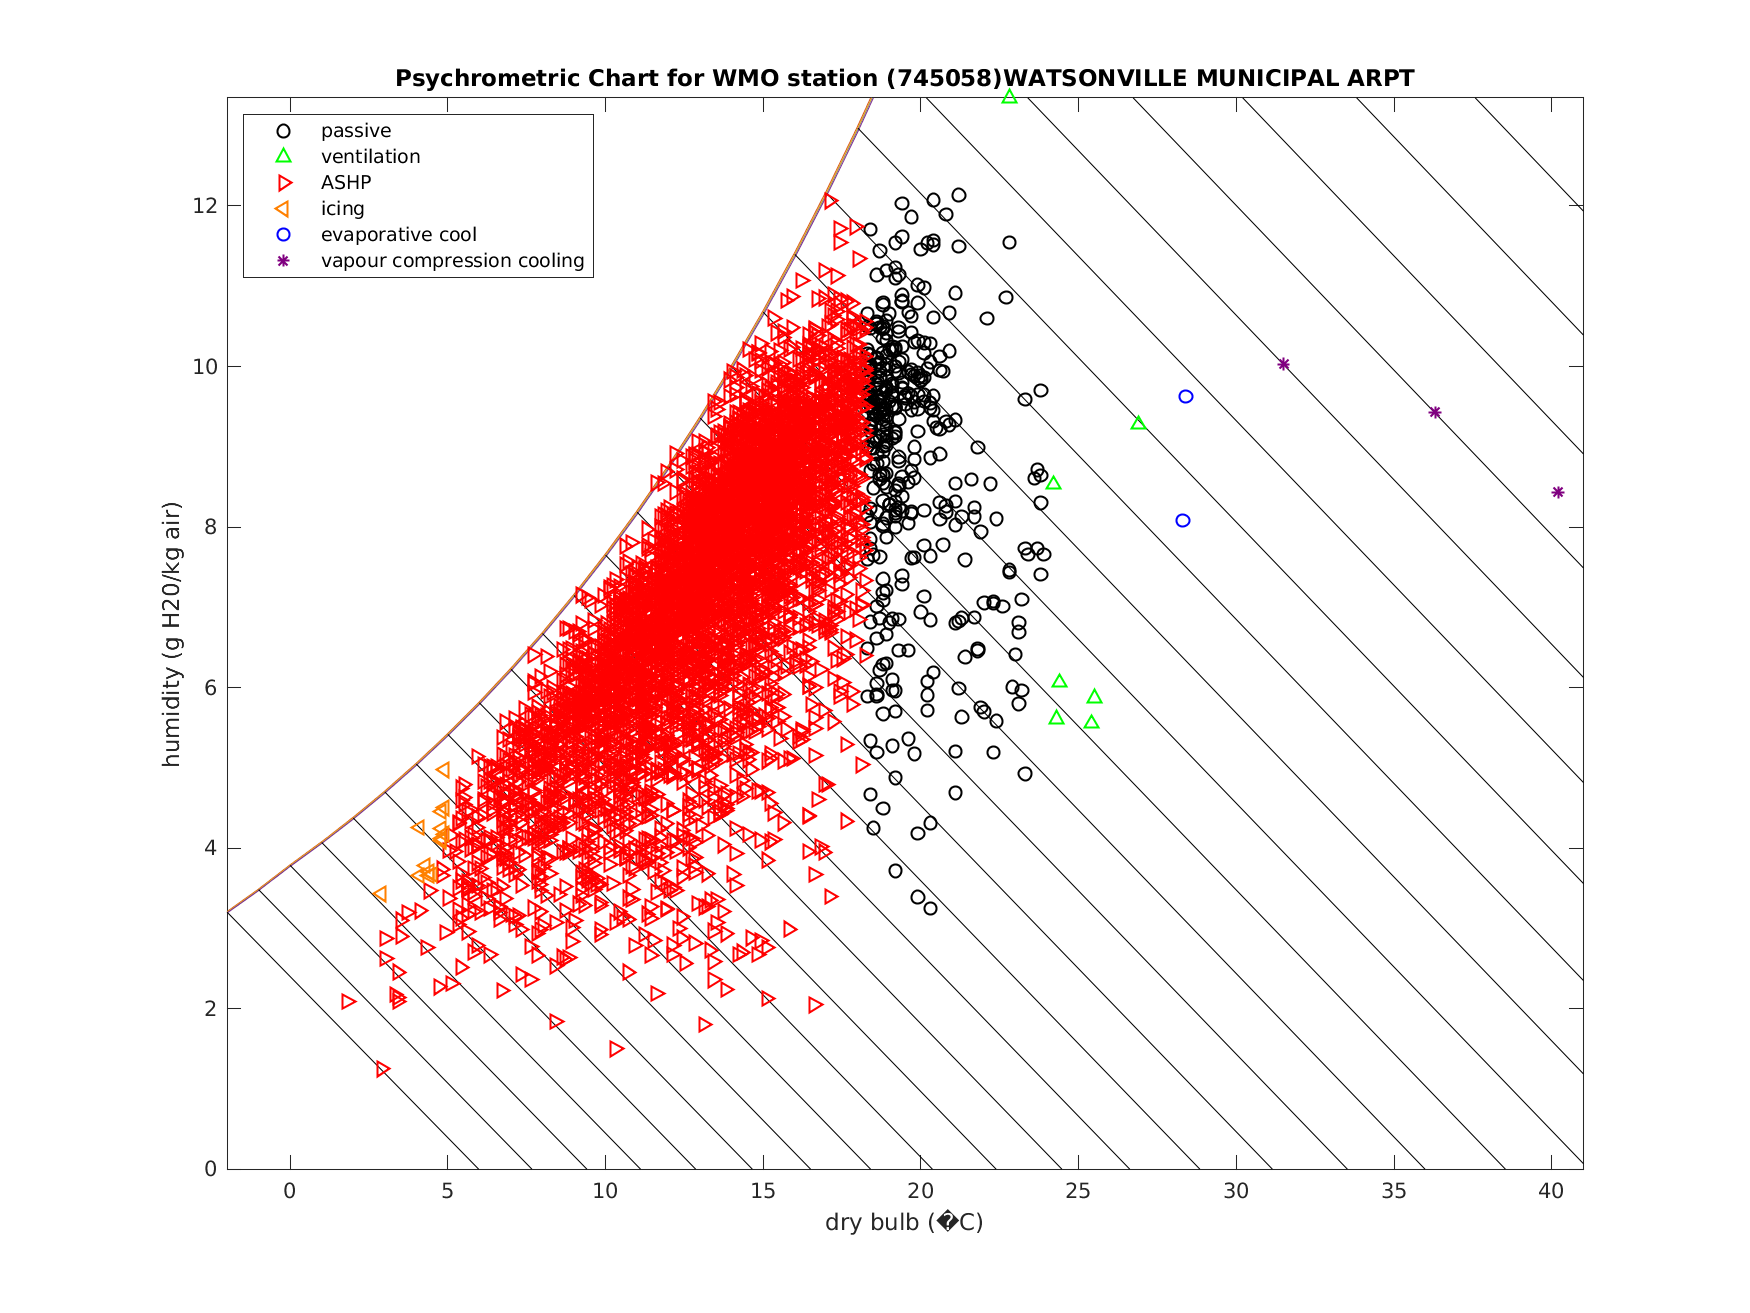 Psychrometric Chart for WMO station (745058)WATSONVILLE MUNICIPAL ARPT
passive
ventilation
ASHP
icing
evaporative cool
vapour compression cooling
humidity (g H20/kg air)
12
10
8
6
4
2
0
0 5 10 15 20 25 30 35 40
dry bulb (�C)